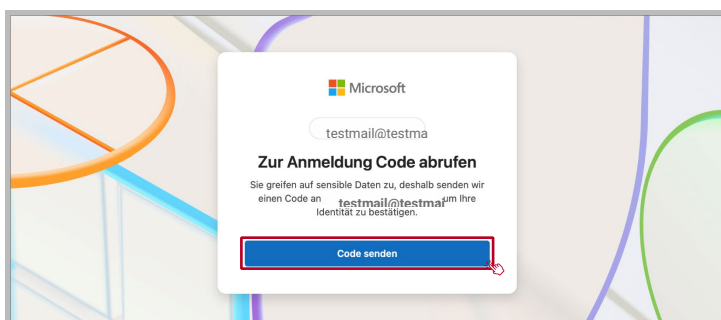 Microsoft
testmail@testma
Zur Anmeldung Code abrufen
Sie greifen auf sensible Daten zu, deshalb senden wir
einen Code an testmail@testmai um Ihre
Identität zu bestätigen.
Code senden